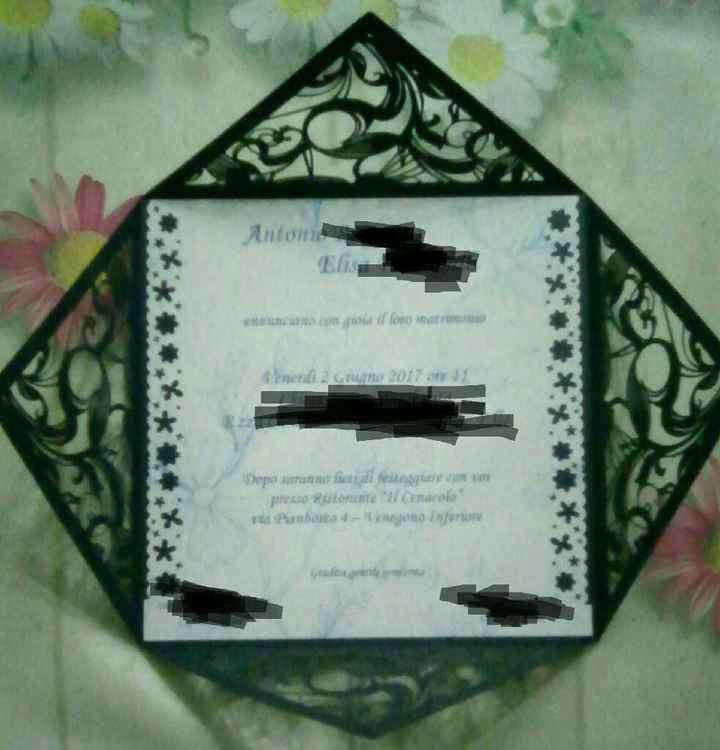 Antonio
Elisa
annunciano con gioia il loro matrimonio
Venerdì 2 Giugno 2017 ore 11
Dopo saranno lieti di festeggiare con voi
presso Ristorante "Il Cenacolo"
via Pianbosco 4 – Venegono Inferiore
Gradita gentile conferma